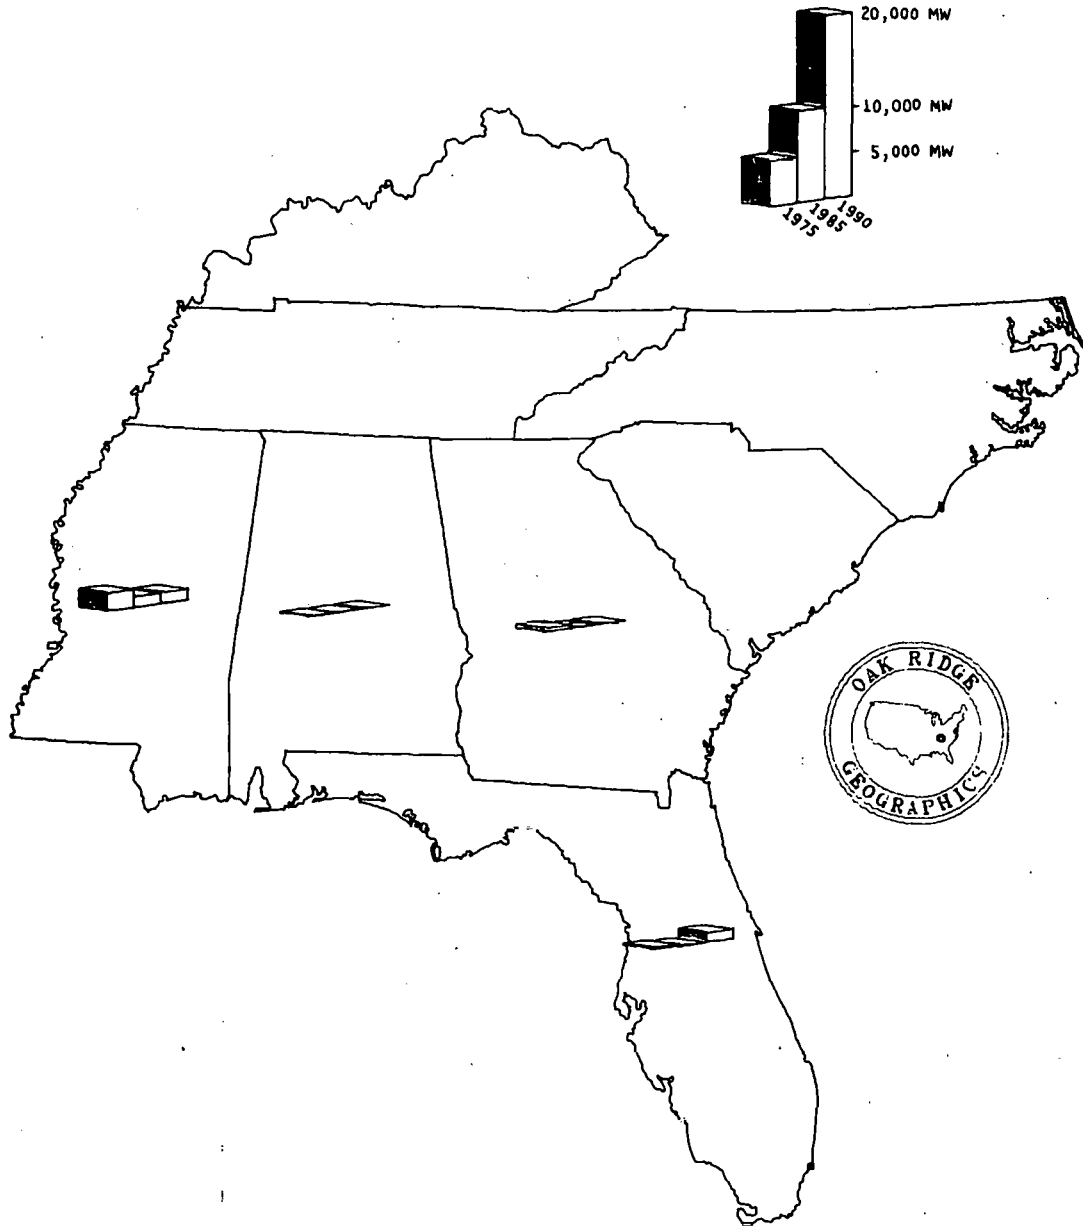 20,000 MW
10,000 MW
5,000 MW
1975
1985
1990
OAK RIDGE
GEOGRAPHICS